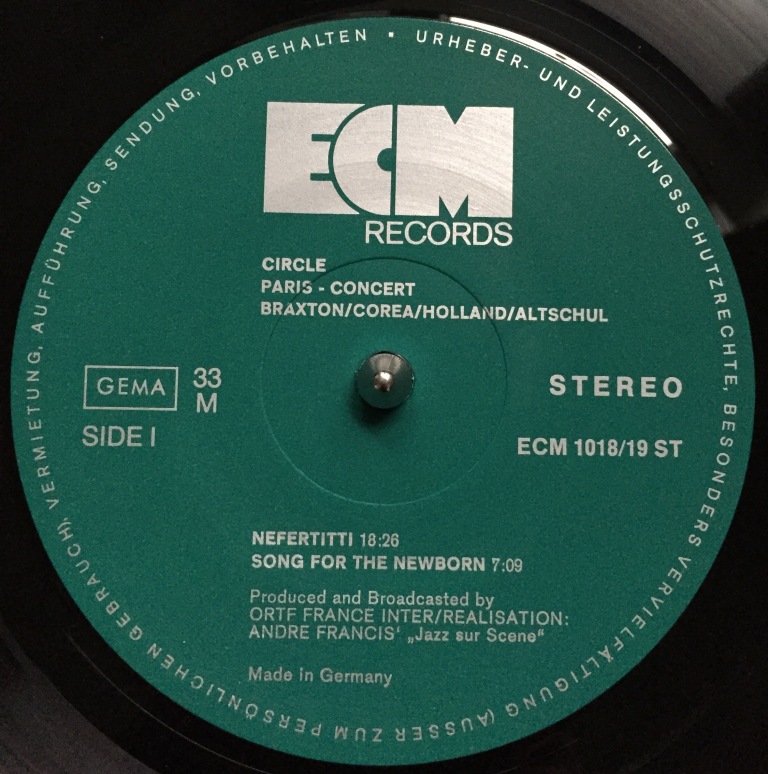 URHEBER- UND LEISTUNGSSCHUTZRECHTE, BESONDERS VERVIELFÄLTIGUNG (AUSSER ZUM PERSÖNLICHEN GEBRAUCH), VERMIETUNG, AUFFÜHRUNG, SENDUNG, VORBEHALTEN ·
ECM
RECORDS
CIRCLE
PARIS - CONCERT
BRAXTON/COREA/HOLLAND/ALTSCHUL
GEMA 33
M
STEREO
SIDE I
ECM 1018/19 ST
NEFERTITTI 18:26
SONG FOR THE NEWBORN 7:09
Produced and Broadcasted by
ORTF FRANCE INTER/REALISATION:
ANDRE FRANCIS' „Jazz sur Scene“
Made in Germany